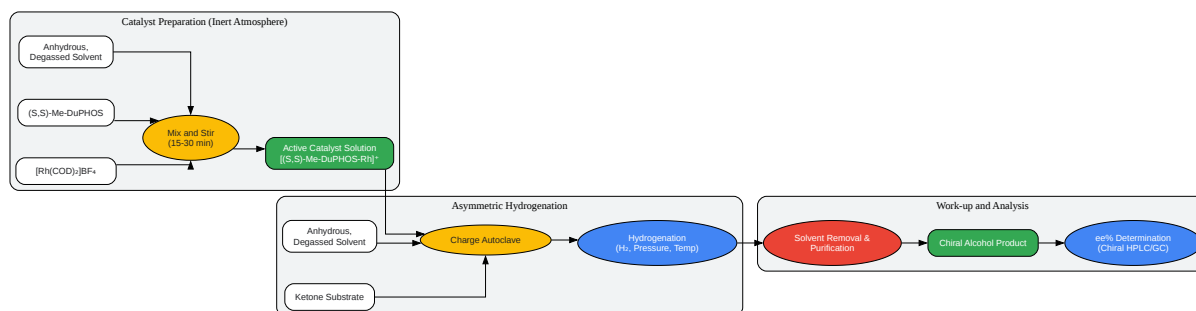 Catalyst Preparation (Inert Atmosphere)
Anhydrous,
Degassed Solvent
(S,S)-Me-DuPHOS
[Rh(COD)₂]BF₄
Mix and Stir
(15-30 min)
Active Catalyst Solution
[(S,S)-Me-DuPHOS-Rh]⁺
Asymmetric Hydrogenation
Anhydrous,
Degassed Solvent
Ketone Substrate
Charge Autoclave
Hydrogenation
(H₂, Pressure, Temp)
Work-up and Analysis
Solvent Removal &
Purification
Chiral Alcohol Product
ee% Determination
(Chiral HPLC/GC)